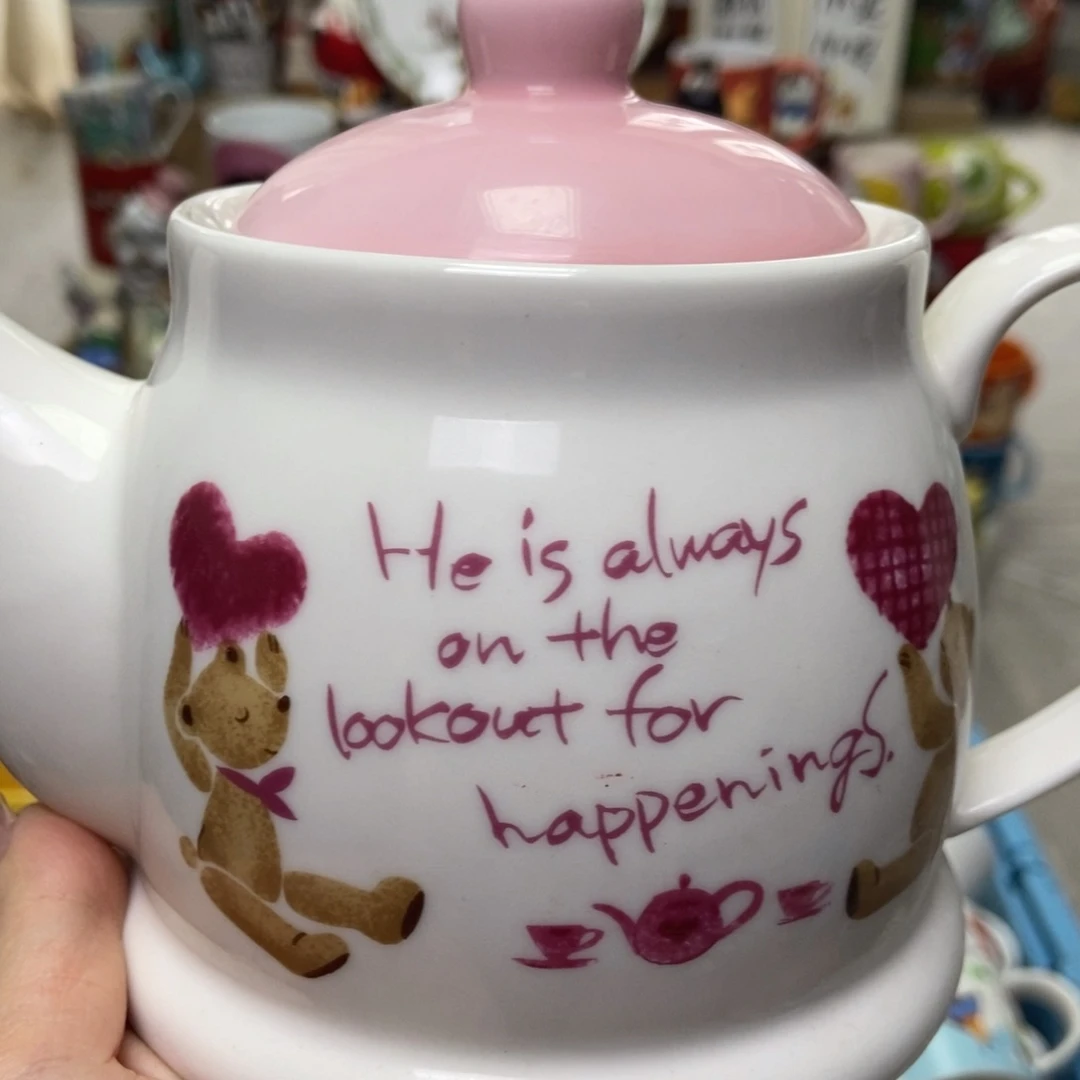 He is always
on the
lookout for
happenings.